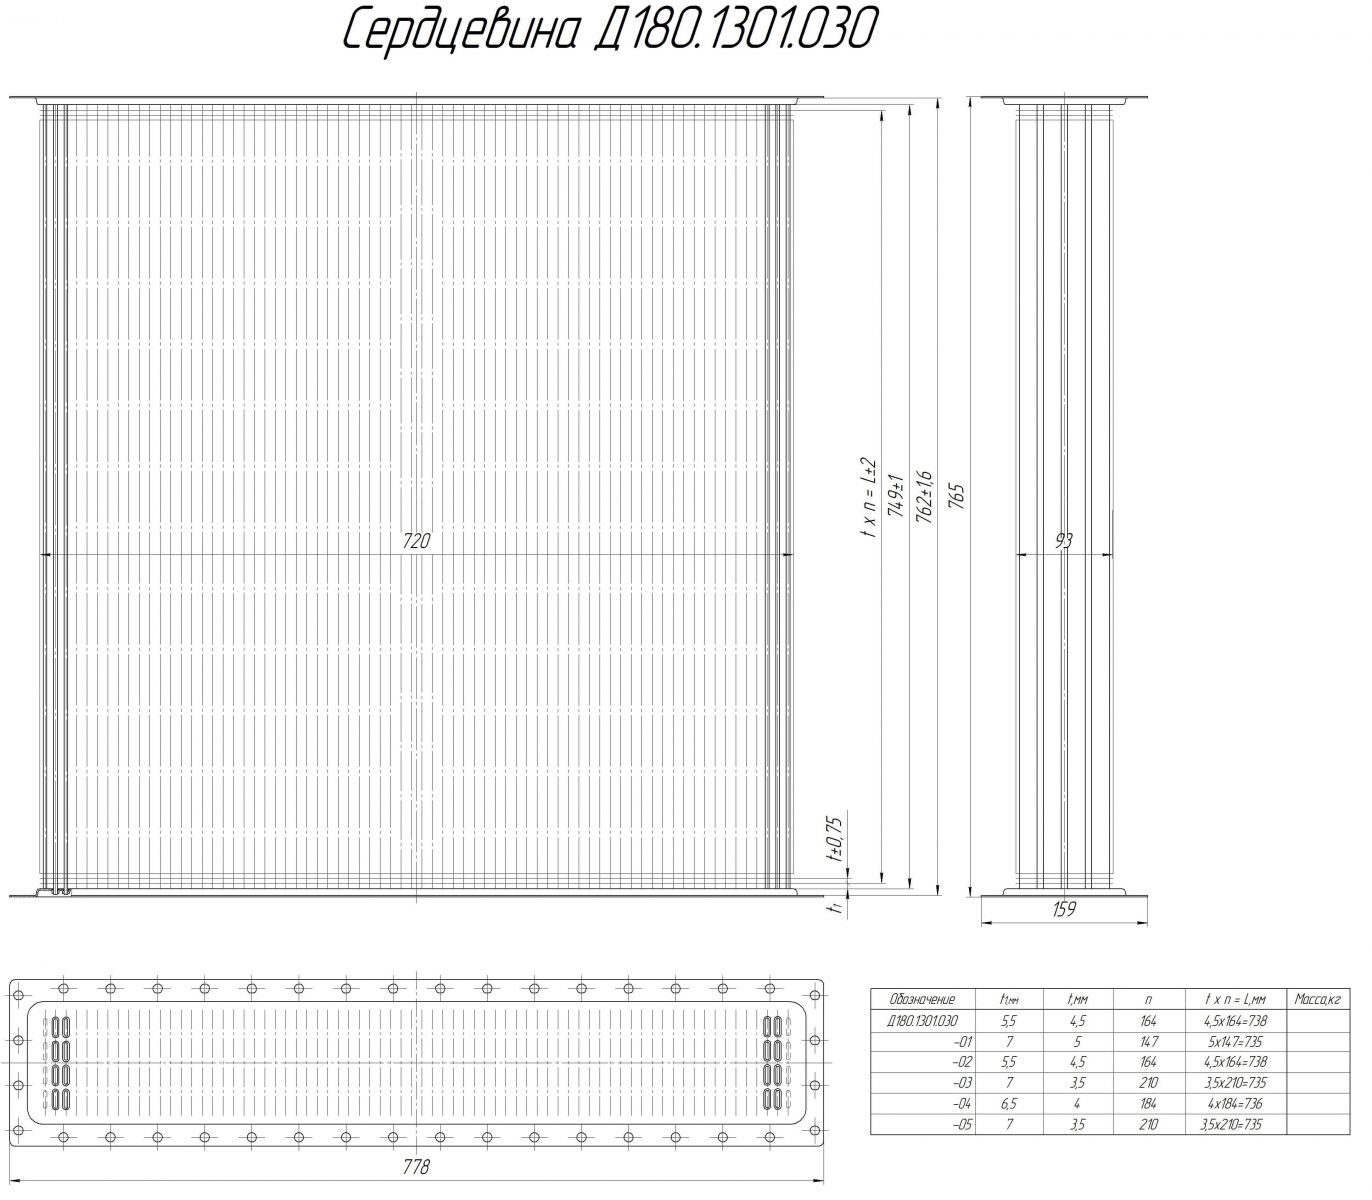 Сердцевина Д180.1301.030
720
t x n = L±2
749±1
762±1,6
765
93
t±0,75
t1
159
778
Обозначение t1,мм t,мм n t x n = L,мм Масса,кг
Д180.1301.030 5,5 4,5 164 4,5x164=738
-01 7 5 147 5x147=735
-02 5,5 4,5 164 4,5x164=738
-03 7 3,5 210 3,5x210=735
-04 6,5 4 184 4x184=736
-05 7 3,5 210 3,5x210=735